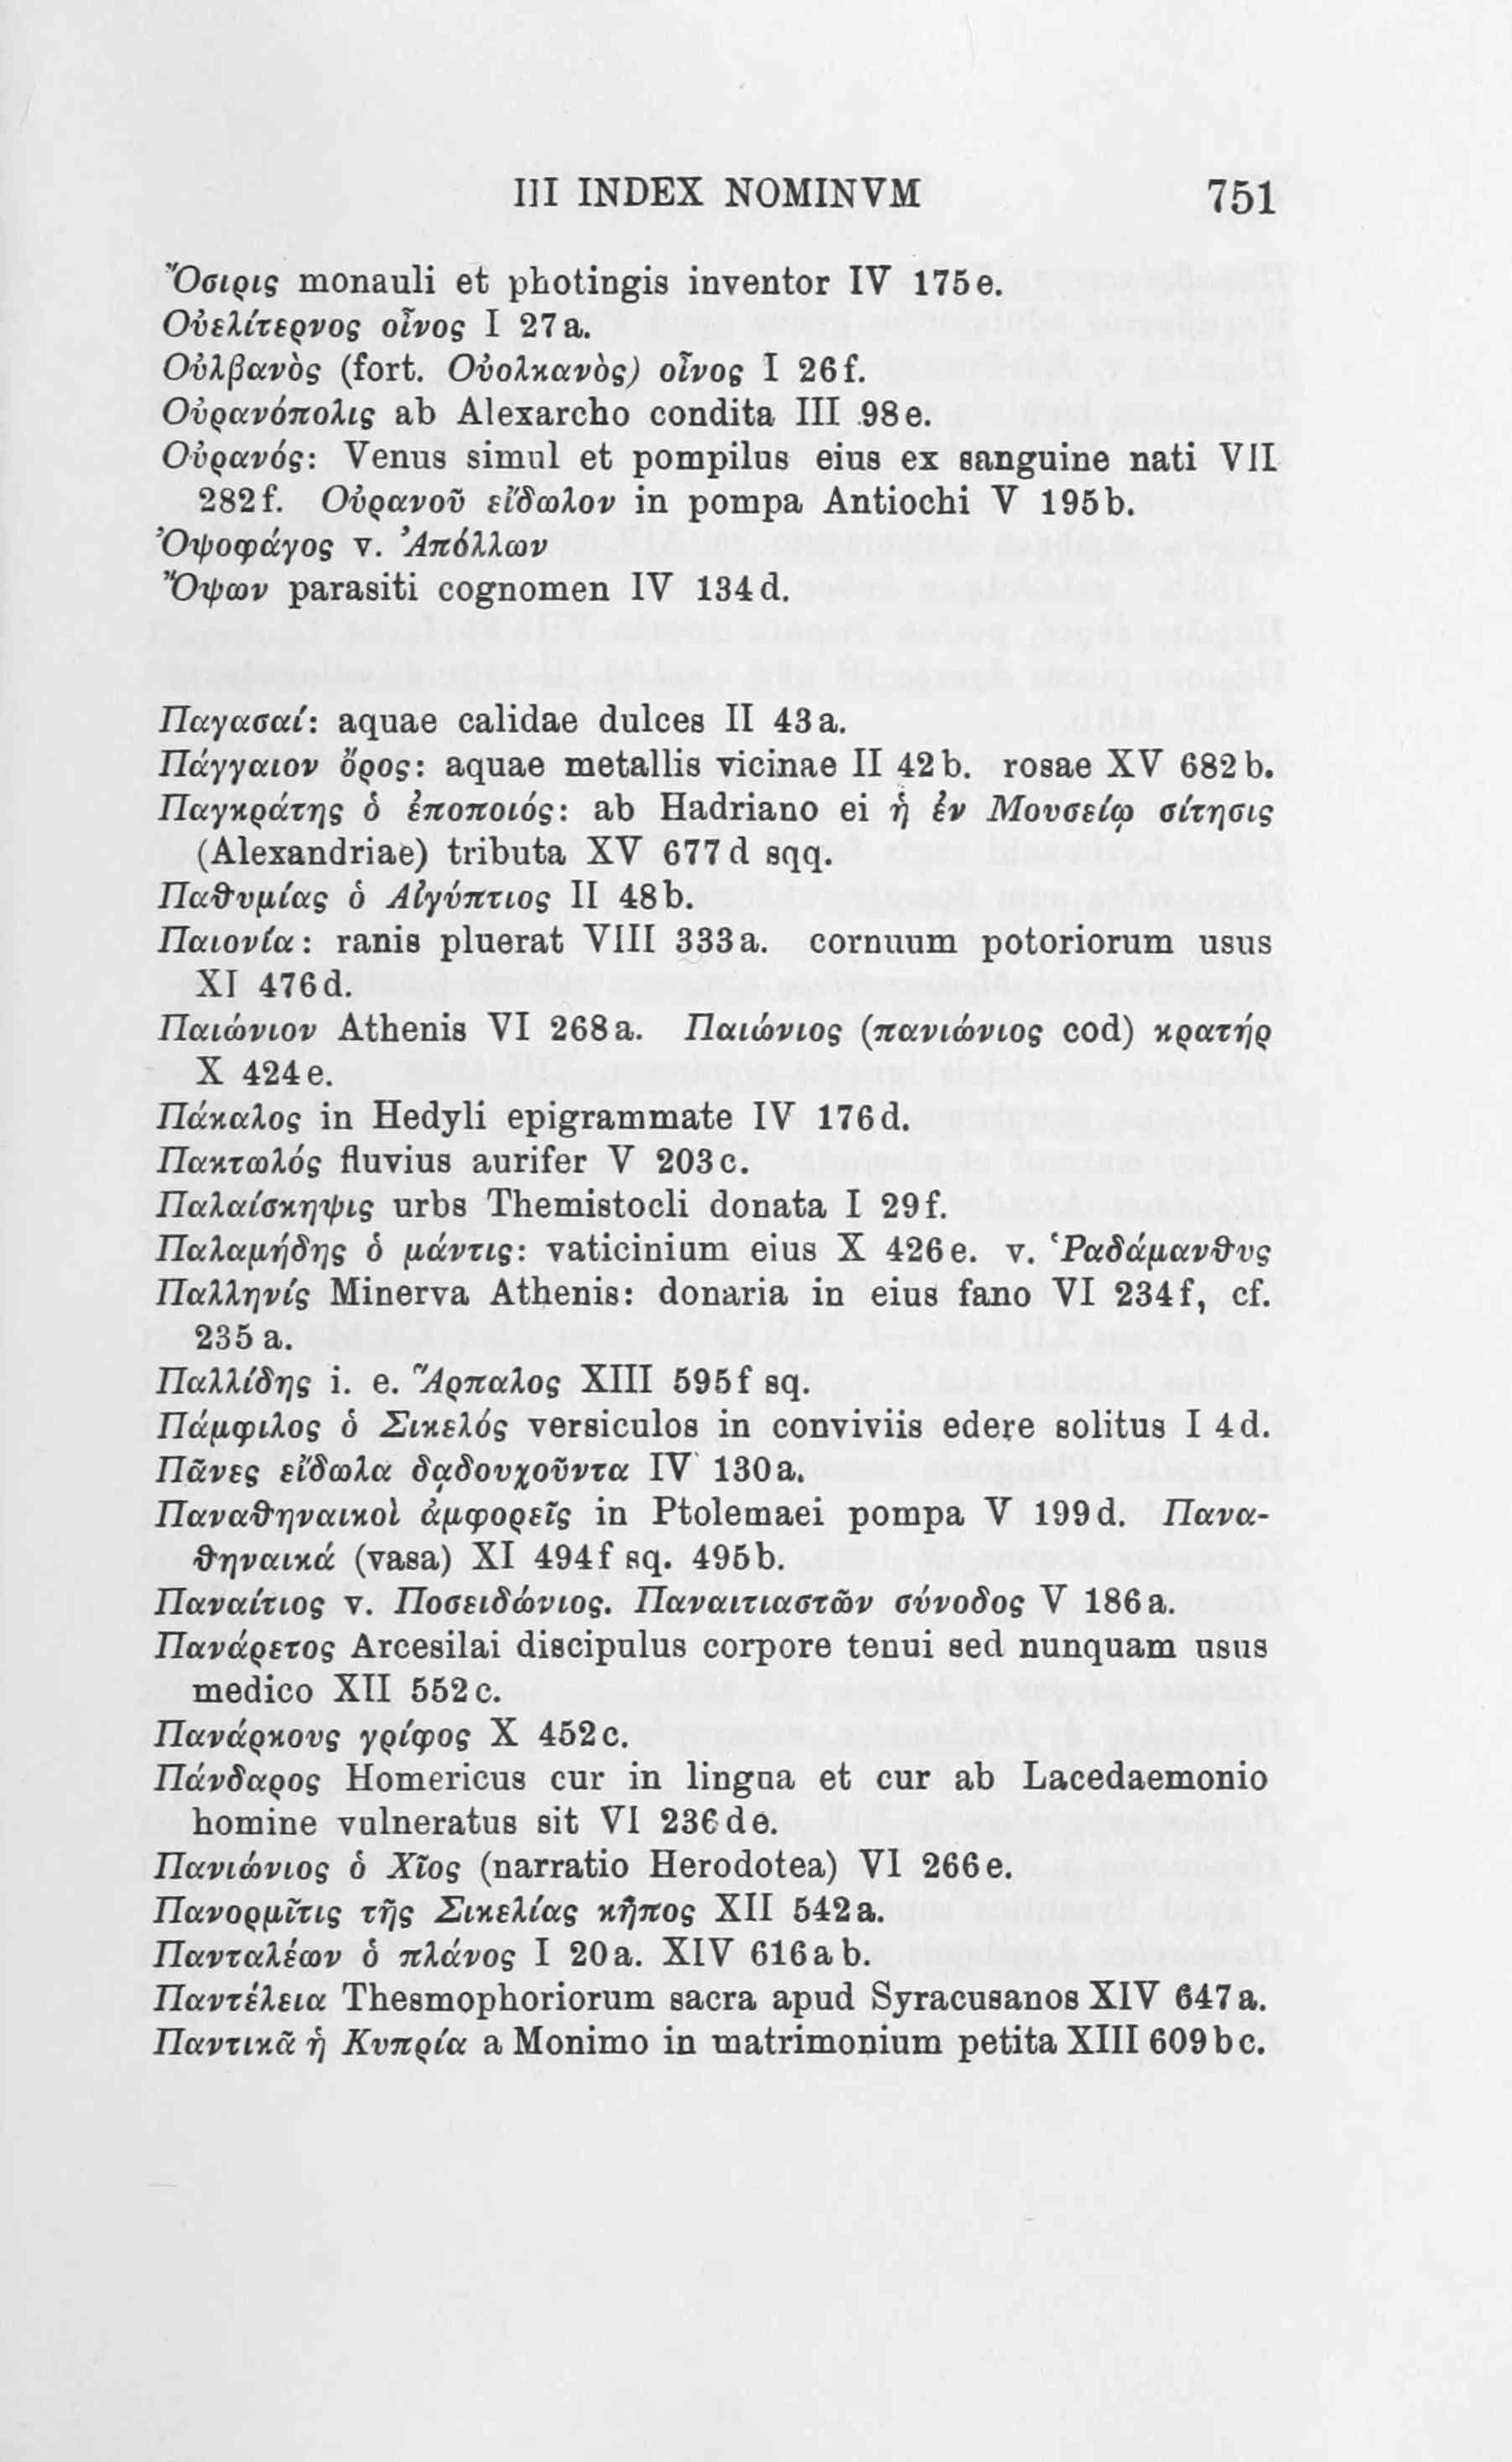 III INDEX NOMINVM 751
Ὄσιρις monauli et photingis inventor IV 175e.
Οὐελίτερνος οἶνος I 27a.
Οὐλβανὸς (fort. Οὐολκανὸς) οἶνος I 26f.
Οὐρανόπολις ab Alexarcho condita III 98e.
Οὐρανός: Venus simul et pompilus eius ex sanguine nati VII
282f. Οὐρανοῦ εἴδωλον in pompa Antiochi V 195b.
Ὀψοφάγος v. Ἀπόλλων
Ὄψων parasiti cognomen IV 134d.
Παγασαί: aquae calidae dulces II 43a.
Πάγγαιον ὄρος: aquae metallis vicinae II 42b. rosae XV 682b.
Παγκράτης ὁ ἐποποιός: ab Hadriano ei ἡ ἐν Μουσείῳ σίτησις
(Alexandriae) tributa XV 677d sqq.
Παθυμίας ὁ Αἰγύπτιος II 48b.
Παιονία: ranis pluerat VIII 333a. cornuum potoriorum usus
XI 476d.
Παιώνιον Athenis VI 268a. Παιώνιος (πανιώνιος cod) κρατήρ
X 424e.
Πάκαλος in Hedyli epigrammate IV 176d.
Πακτωλός fluvius aurifer V 203c.
Παλαίσκηψις urbs Themistocli donata I 29f.
Παλαμήδης ὁ μάντις: vaticinium eius X 426e. v. Ῥαδάμανθυς
Παλληνίς Minerva Athenis: donaria in eius fano VI 234f, cf.
235a.
Παλλίδης i. e. Ἅρπαλος XIII 595f sq.
Πάμφιλος ὁ Σικελός versiculos in conviviis edere solitus I 4d.
Πᾶνες εἴδωλα δᾳδουχοῦντα IV 130a.
Παναθηναικοὶ ἀμφορεῖς in Ptolemaei pompa V 199d. Πανα-
θηναικά (vasa) XI 494f sq. 495b.
Παναίτιος v. Ποσειδώνιος. Παναιτιαστῶν σύνοδος V 186a.
Πανάρετος Arcesilai discipulus corpore tenui sed nunquam usus
medico XII 552c.
Πανάρκους γρίφος X 452c.
Πάνδαρος Homericus cur in lingua et cur ab Lacedaemonio
homine vulneratus sit VI 236de.
Πανιώνιος ὁ Χῖος (narratio Herodotea) VI 266e.
Πανορμῖτις τῆς Σικελίας κῆπος XII 542a.
Πανταλέων ὁ πλάνος I 20a. XIV 616ab.
Παντέλεια Thesmophoriorum sacra apud Syracusanos XIV 647a.
Παντικᾶ ἡ Κυπρία a Monimo in matrimonium petita XIII 609bc.